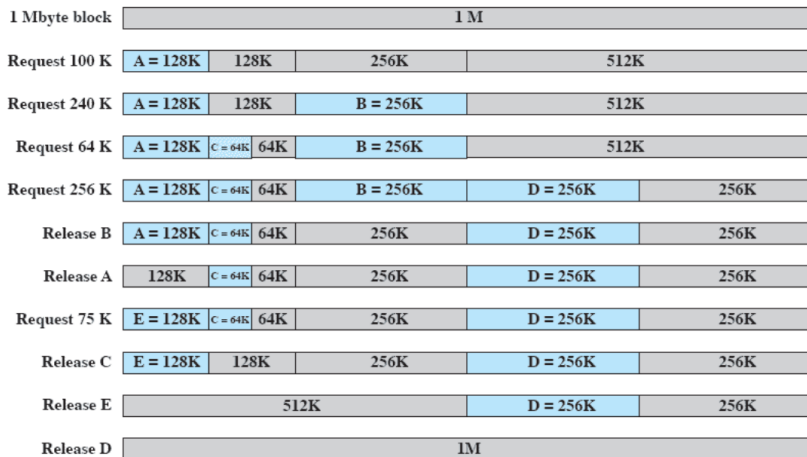 1 Mbyte block 1 M
Request 100 K A = 128K 128K 256K 512K
Request 240 K A = 128K 128K B = 256K 512K
Request 64 K A = 128K C = 64K 64K B = 256K 512K
Request 256 K A = 128K C = 64K 64K B = 256K D = 256K 256K
Release B A = 128K C = 64K 64K 256K D = 256K 256K
Release A 128K C = 64K 64K 256K D = 256K 256K
Request 75 K E = 128K C = 64K 64K 256K D = 256K 256K
Release C E = 128K 128K 256K D = 256K 256K
Release E 512K D = 256K 256K
Release D 1M